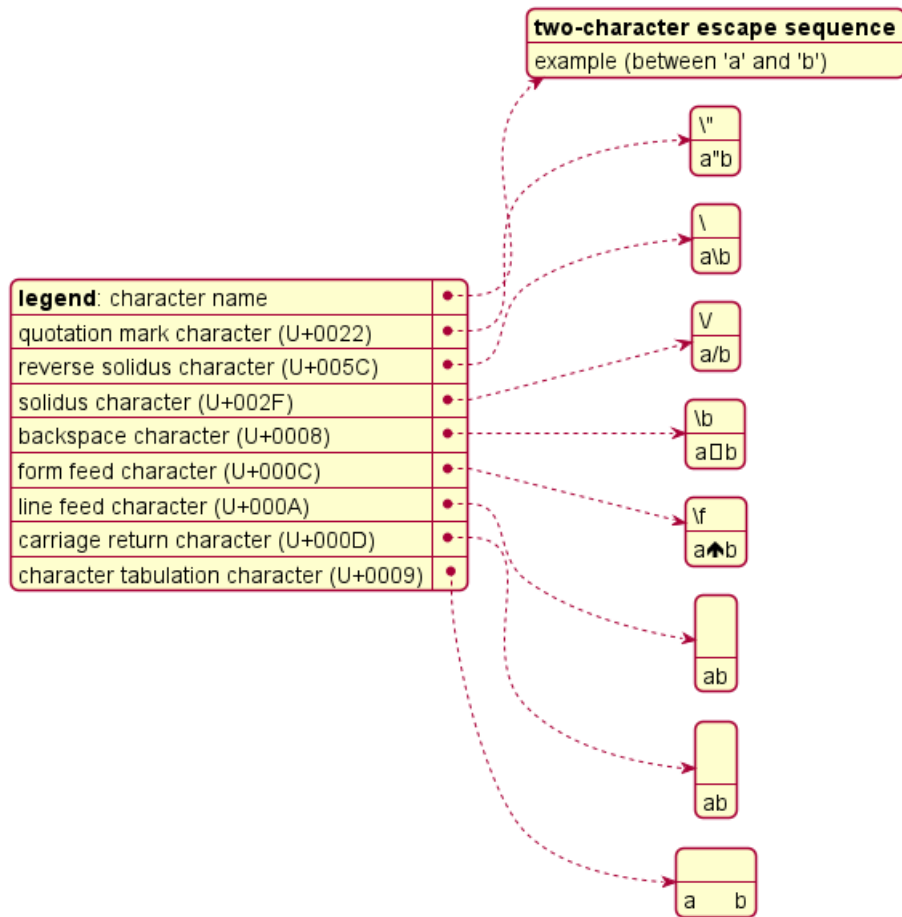 two-character escape sequence
example (between 'a' and 'b')
\"
a"b
\
a\b
legend: character name
quotation mark character (U+0022)
reverse solidus character (U+005C)
solidus character (U+002F)
backspace character (U+0008)
form feed character (U+000C)
line feed character (U+000A)
carriage return character (U+000D)
character tabulation character (U+0009)
\/
a/b
\b
a▯b
\f
a🡅b
ab
ab
a	b